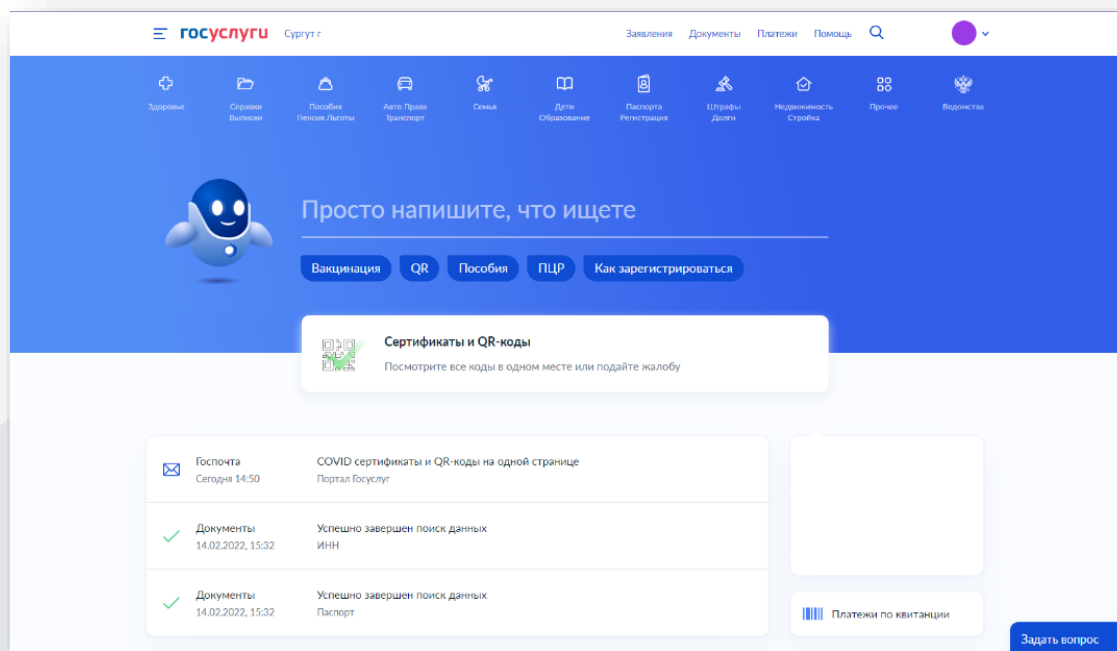 госуслуги Сургут г Заявления Документы Платежи Помощь
Здоровье
Справки
Выписки
Пособия
Пенсия Льготы
Авто Права
Транспорт
Семья
Дети
Образование
Паспорта
Регистрация
Штрафы
Долги
Недвижимость
Стройка
Прочее
Ведомства
Просто напишите, что ищете
Вакцинация QR Пособия ПЦР Как зарегистрироваться
Сертификаты и QR-коды
Посмотрите все коды в одном месте или подайте жалобу
Госпочта COVID сертификаты и QR-коды на одной странице
Сегодня 14:50 Портал Госуслуг
Документы Успешно завершен поиск данных
14.02.2022, 15:32 ИНН
Документы Успешно завершен поиск данных
14.02.2022, 15:32 Паспорт
Платежи по квитанции
Задать вопрос